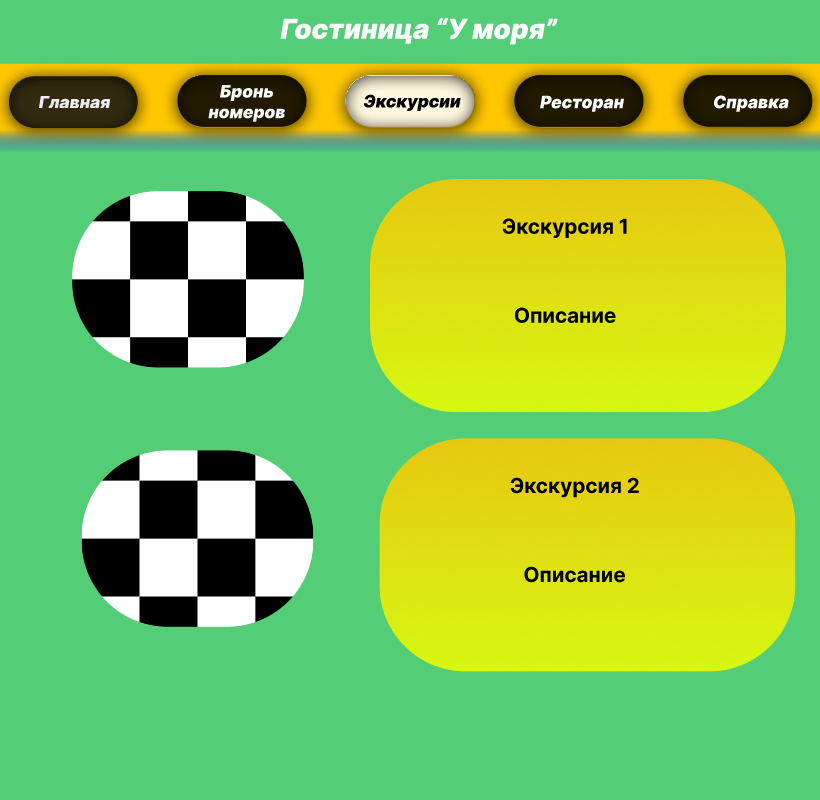 Гостиница “У моря”
Главная
Бронь
номеров
Экскурсии
Ресторан
Справка
Экскурсия 1
Описание
Экскурсия 2
Описание